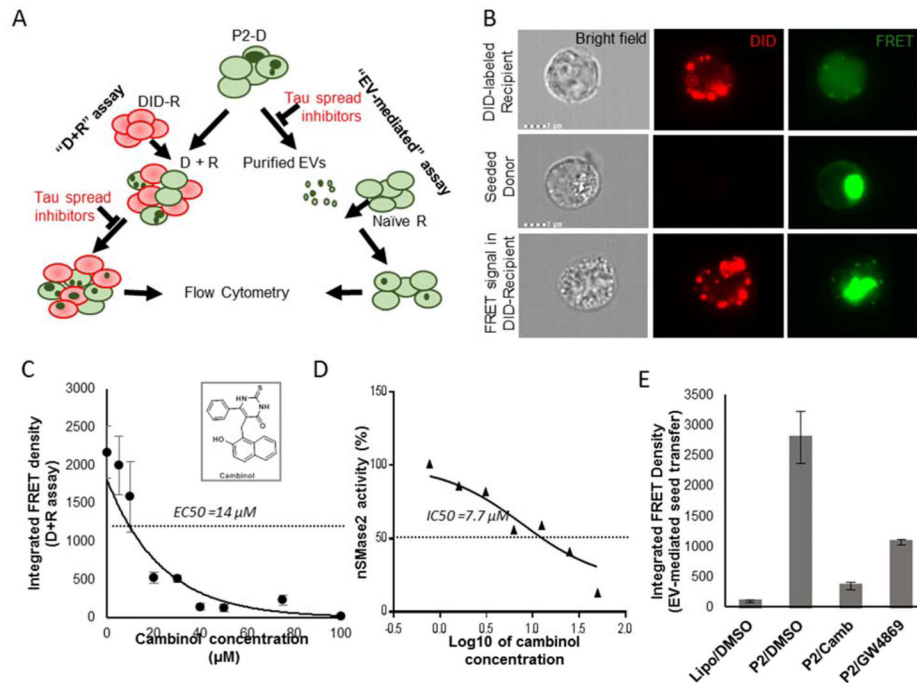 A
P2-D
"D+R" assay
DID-R
Tau spread
inhibitors
"EV-mediated" assay
D + R
Purified EVs
Tau spread
inhibitors
Naïve R
Flow Cytometry
B
Bright field
DID
FRET
DID-labeled
Recipient
Seeded
Donor
FRET signal in
DID-Recipient
C
Integrated FRET density
(D+R assay)
3000
2500
2000
1500
1000
500
0
0
20
40
60
80
100
Cambinol concentration
(µM)
EC50 =14 µM
S
HN
NH
O
HO
Cambinol
D
nSMase2 activity (%)
150
100
50
0
-0.5
0.0
0.5
1.0
1.5
2.0
Log10 of cambinol
concentration
IC50 =7.7 µM
E
Integrated FRET Density
(EV-mediated seed transfer)
3500
3000
2500
2000
1500
1000
500
0
Lipo/DMSO
P2/DMSO
P2/Camb
P2/GW4869